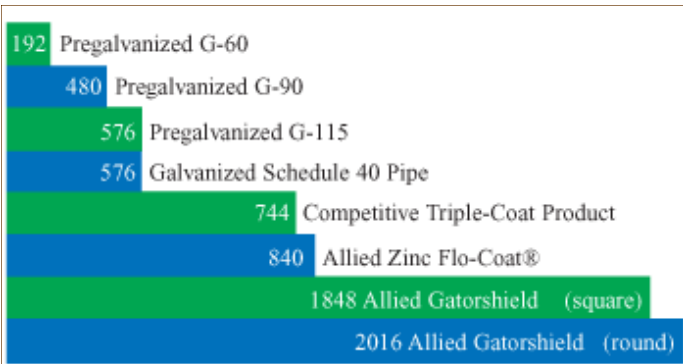 192 Pregalvanized G-60
480 Pregalvanized G-90
576 Pregalvanized G-115
576 Galvanized Schedule 40 Pipe
744 Competitive Triple-Coat Product
840 Allied Zinc Flo-Coat®
1848 Allied Gatorshield (square)
2016 Allied Gatorshield (round)